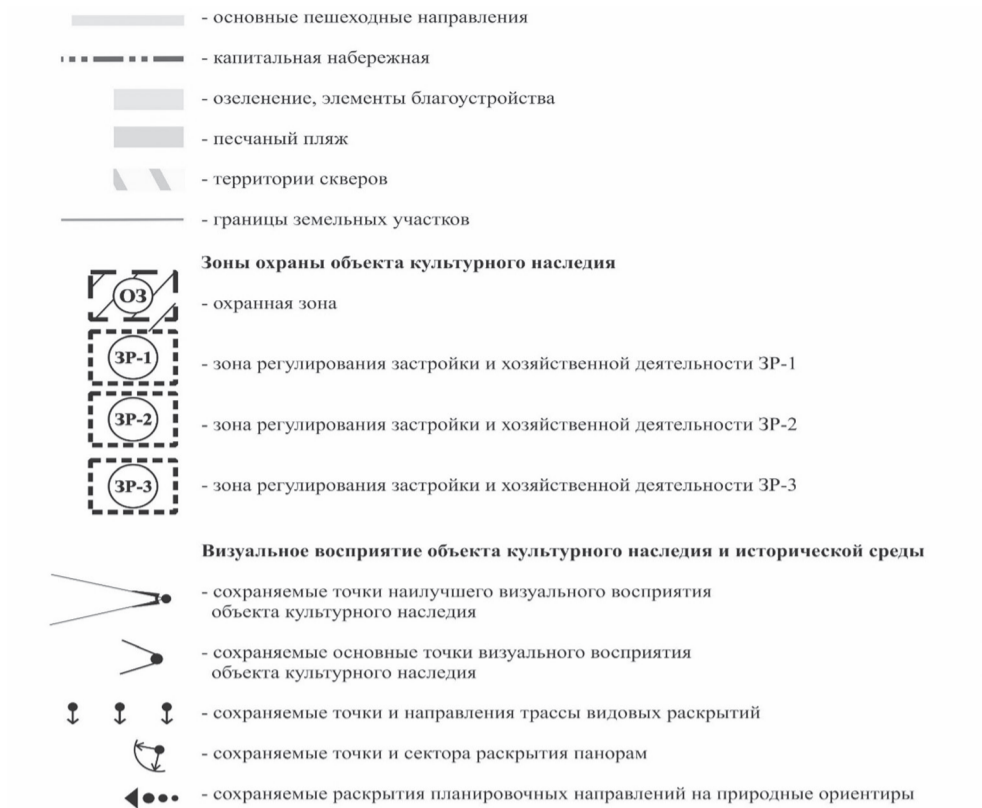 - основные пешеходные направления
- капитальная набережная
- озеленение, элементы благоустройства
- песчаный пляж
- территории скверов
- границы земельных участков
Зоны охраны объекта культурного наследия
ОЗ
- охранная зона
ЗР-1
- зона регулирования застройки и хозяйственной деятельности ЗР-1
ЗР-2
- зона регулирования застройки и хозяйственной деятельности ЗР-2
ЗР-3
- зона регулирования застройки и хозяйственной деятельности ЗР-3
Визуальное восприятие объекта культурного наследия и исторической среды
- сохраняемые точки наилучшего визуального восприятия
объекта культурного наследия
- сохраняемые основные точки визуального восприятия
объекта культурного наследия
- сохраняемые точки и направления трассы видовых раскрытий
- сохраняемые точки и сектора раскрытия панорам
- сохраняемые раскрытия планировочных направлений на природные ориентиры